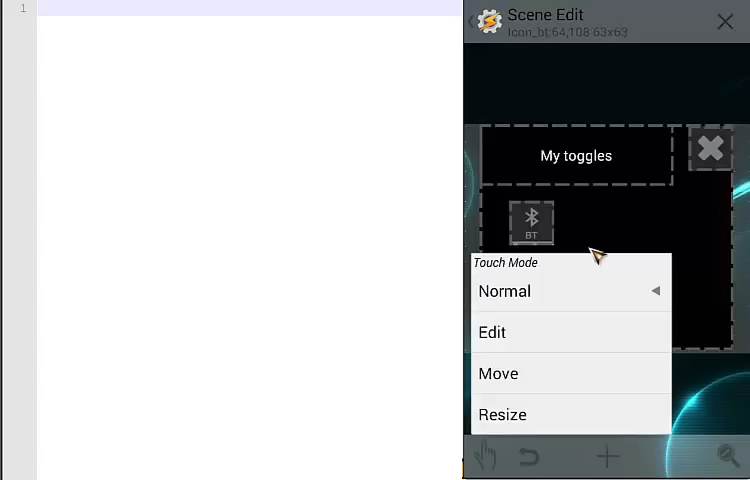 1
Scene Edit
Icon_bt:64,108 63x63
My toggles
BT
Touch Mode
Normal
Edit
Move
Resize